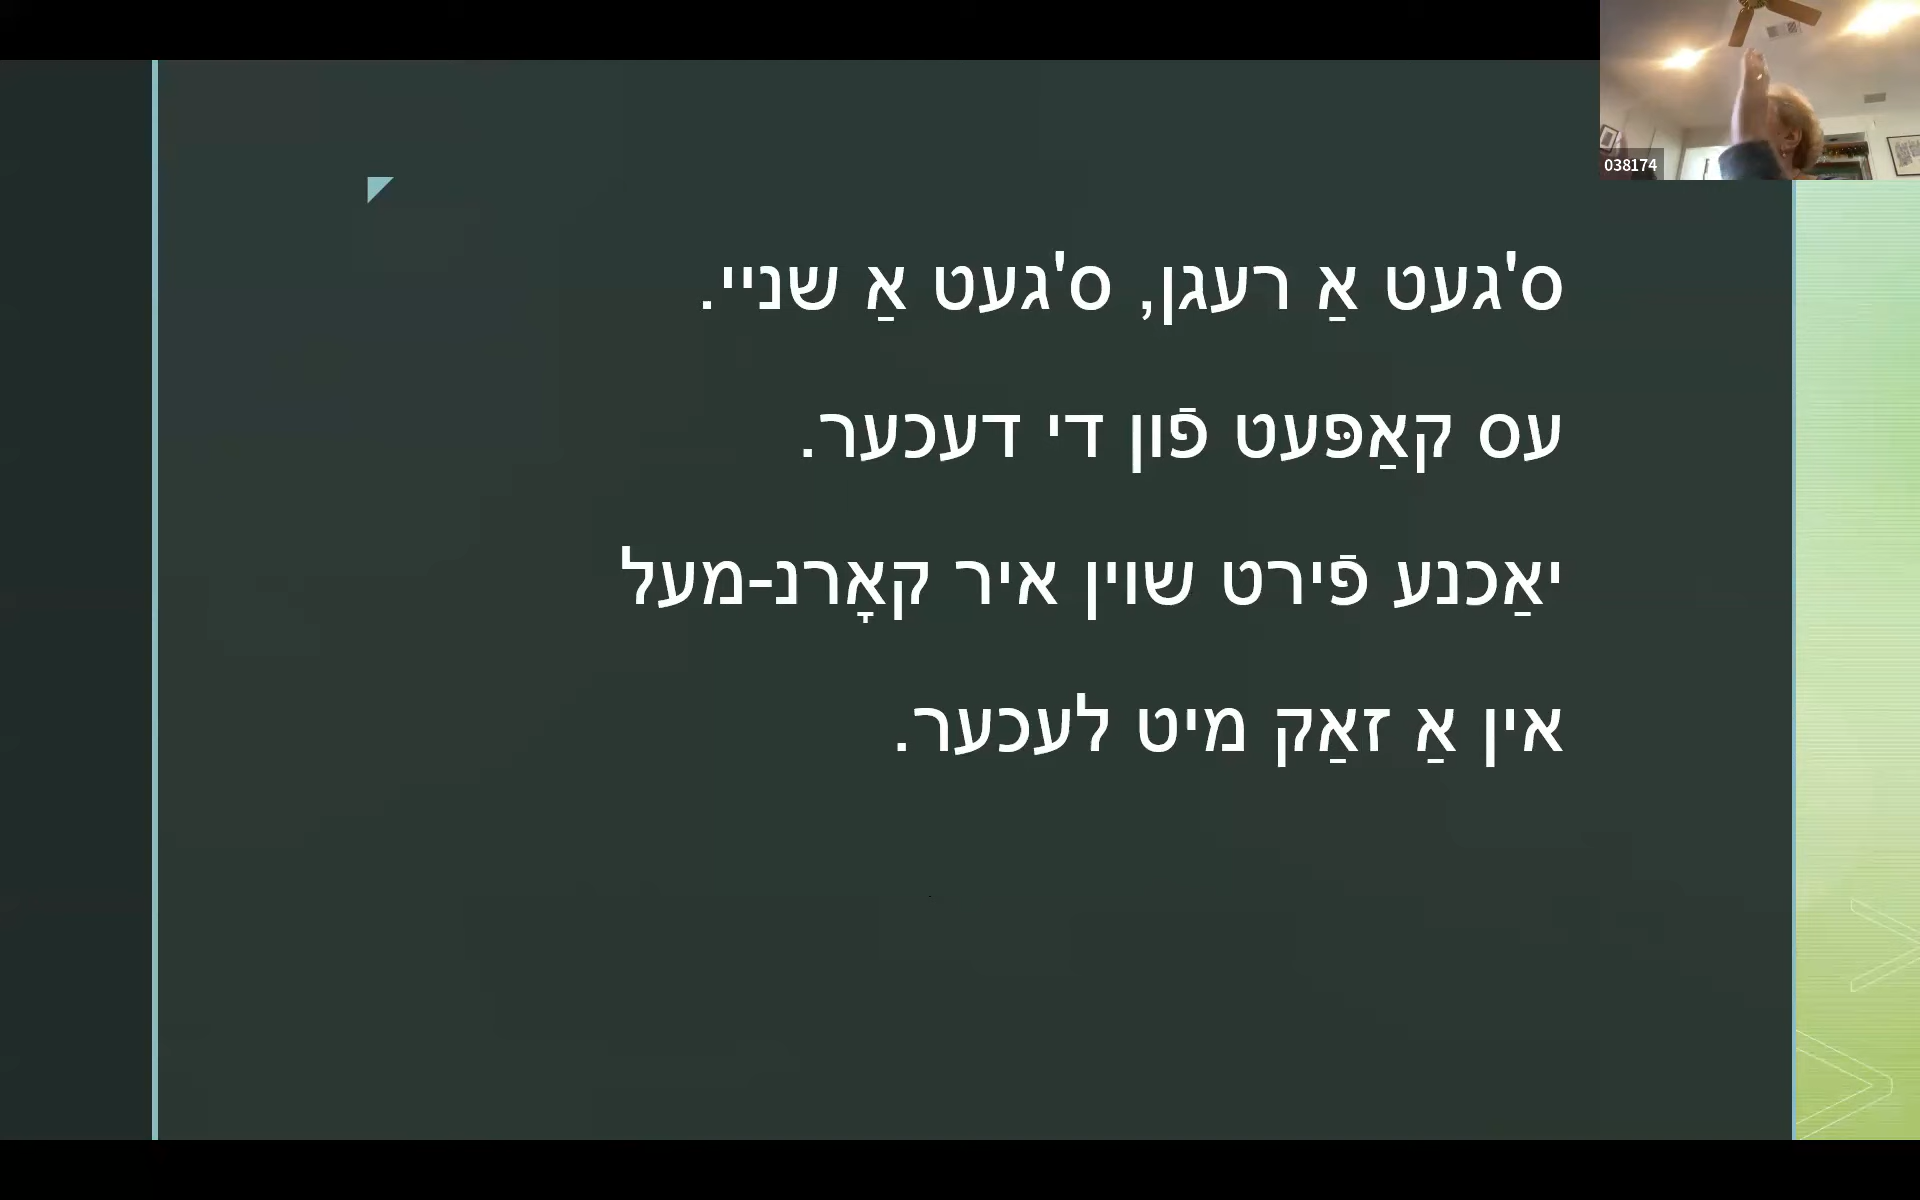 038174
ס'געט אַ רעגן, ס'געט אַ שניי.
עס קאַפּעט פֿון די דעכער.
יאַכנע פֿירט שוין איר קאָרנ-מעל
אין אַ זאַק מיט לעכער.